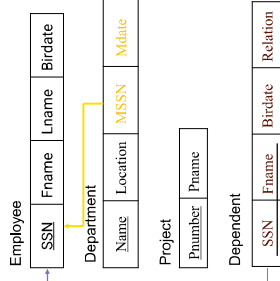 Employee
SSN Fname Lname Birdate
Department
Name Location MSSN Mdate
Project
Pnumber Pname
Dependent
SSN Fname Birdate Relation